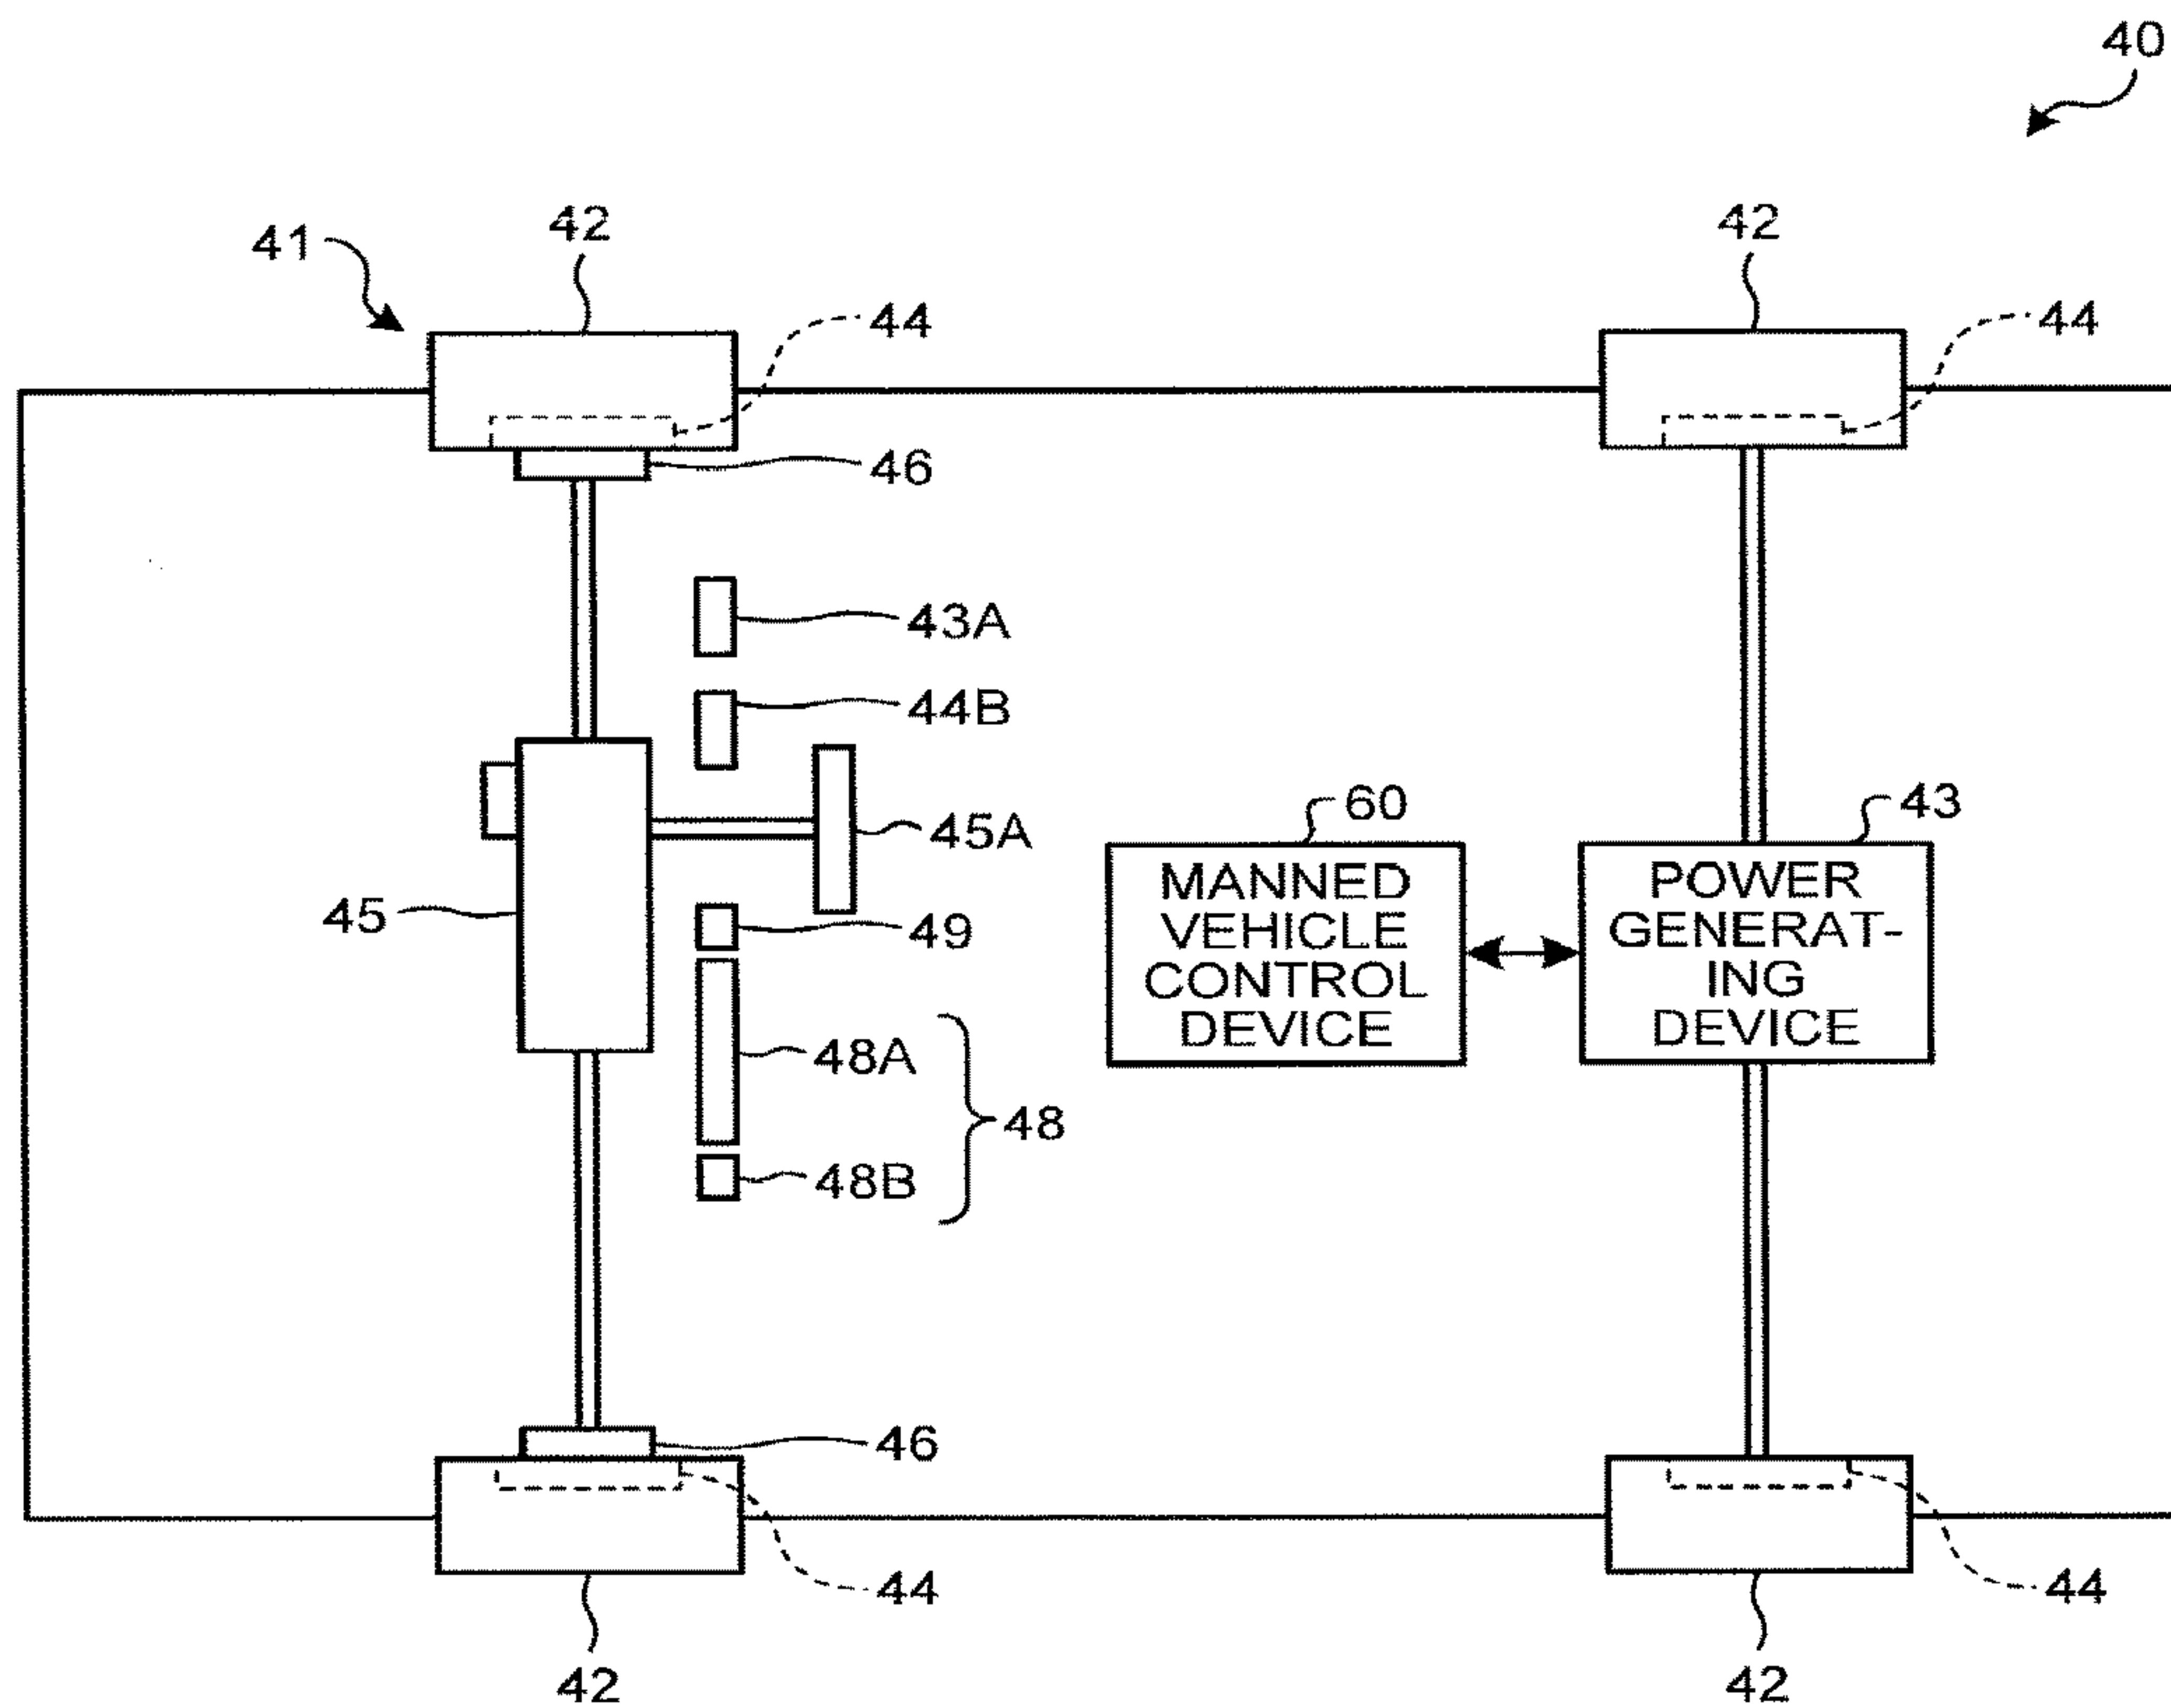 40
42
42
41
44
44
46
43A
44B
60
43
45A
MANNED
VEHICLE
CONTROL
DEVICE
POWER
GENERAT-
ING
DEVICE
45
49
48A
48
48B
46
44
44
42
42